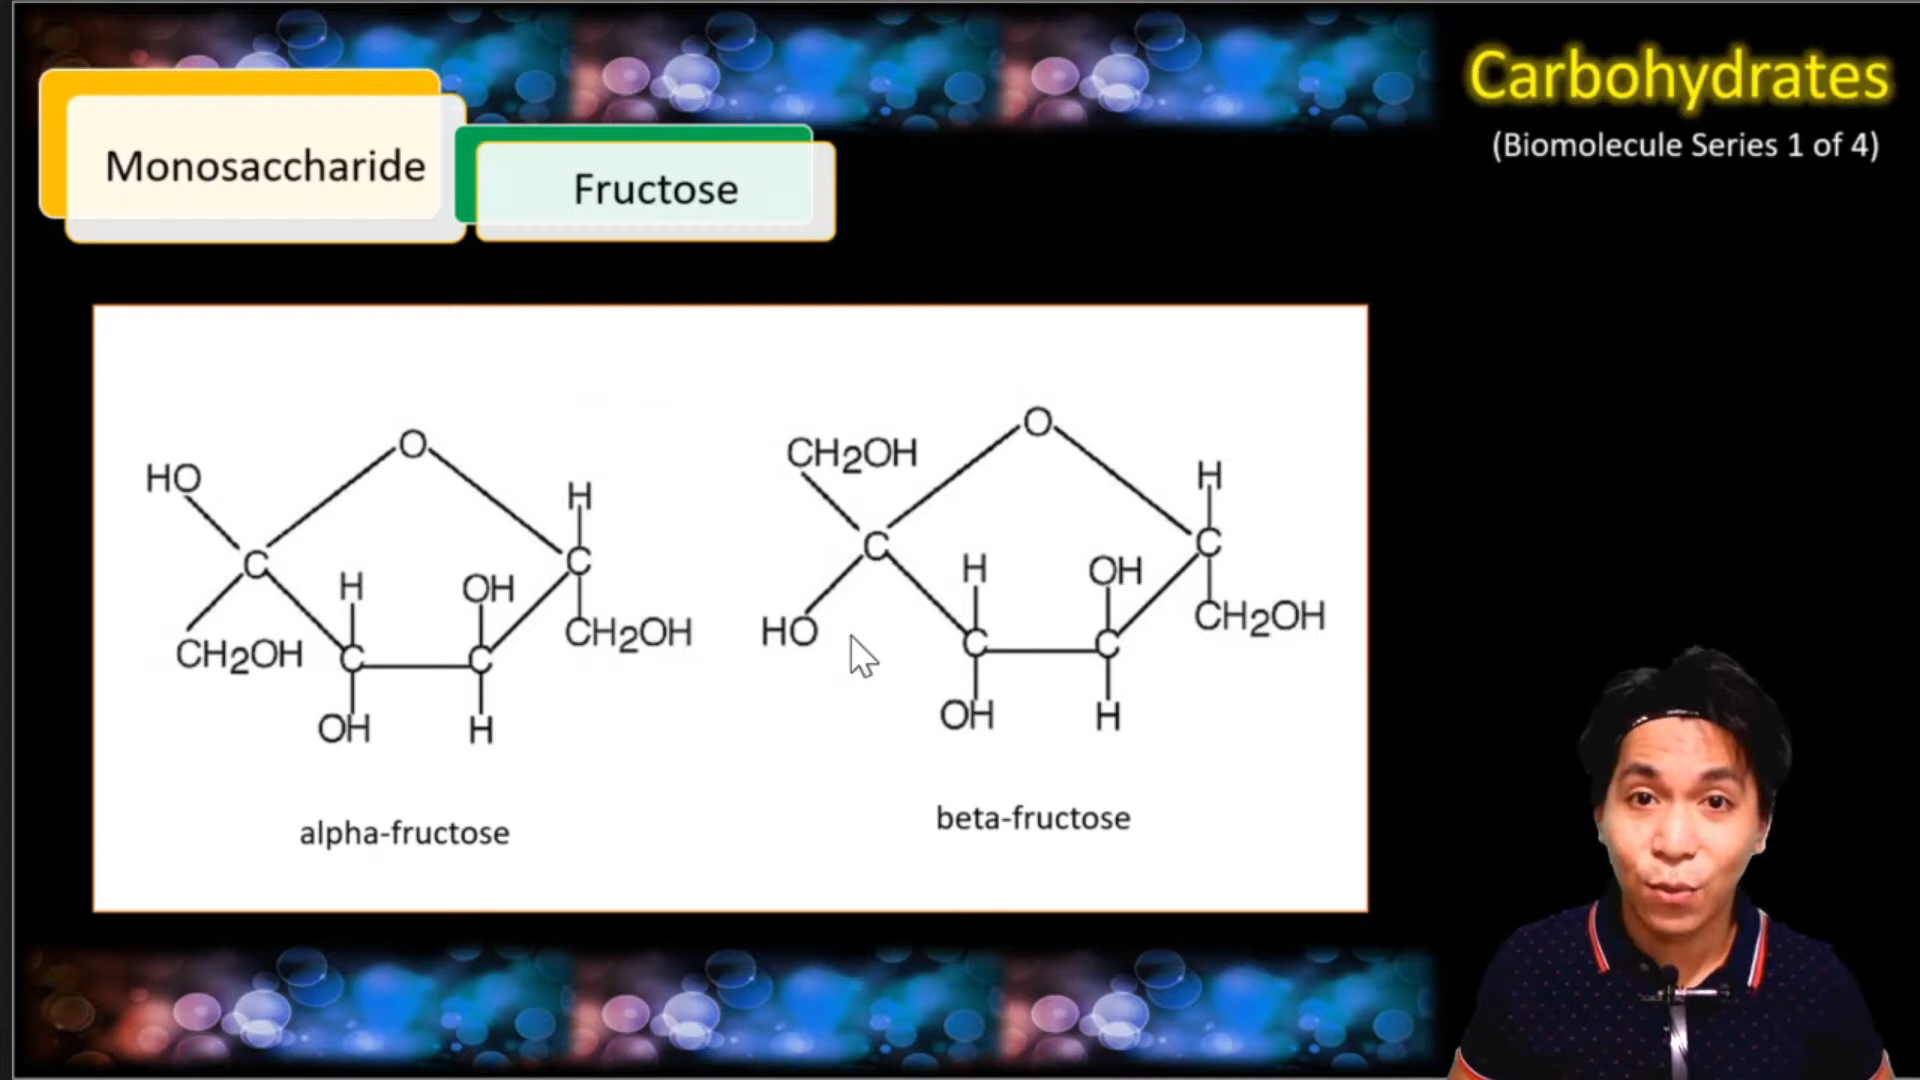 Carbohydrates
(Biomolecule Series 1 of 4)
Monosaccharide
Fructose
O
HO
H
C
C
H
OH
CH2OH
CH2OH
C
C
OH
H
alpha-fructose
O
CH2OH
H
C
C
H
OH
HO
CH2OH
C
C
OH
H
beta-fructose